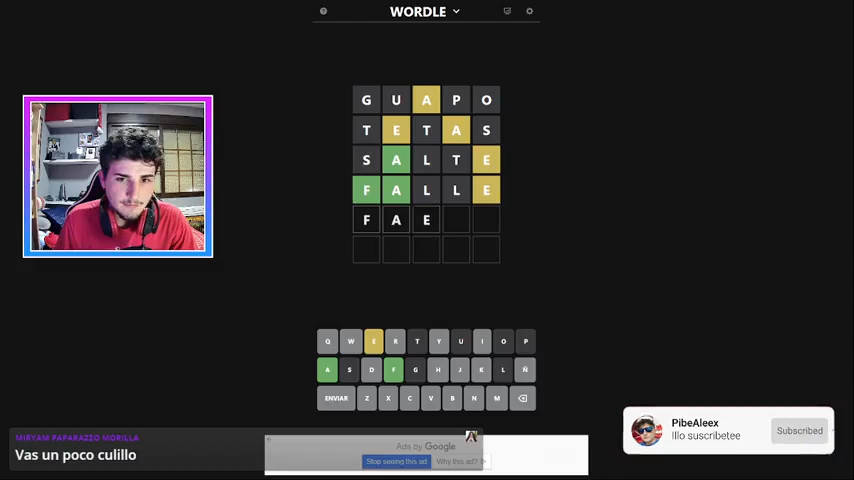 WORDLE
G U A P O
T E T A S
S A L T E
F A L L E
F A E
Q W E R T Y U I O P
A S D F G H J K L Ñ
ENVIAR Z X C V B N M
MIRYAM PAPARAZZO MORILLA
Vas un poco culillo
Ads by Google
Stop seeing this ad
Why this ad?
PibeAleex
Illo suscribetee
Subscribed